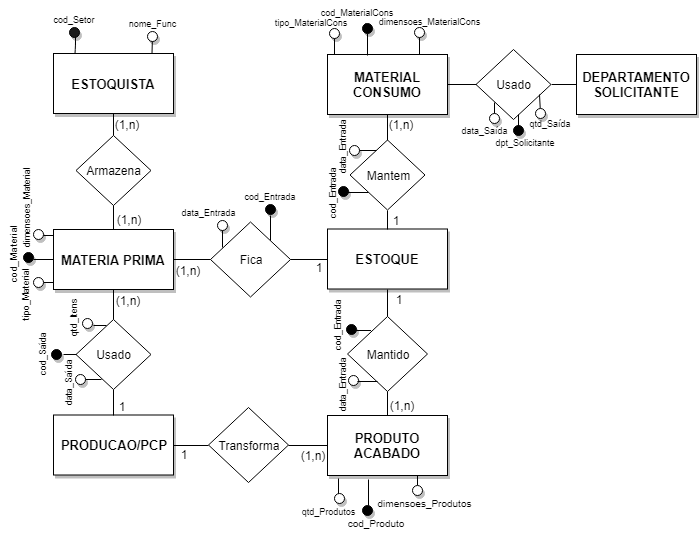 cod_Setor
nome_Func
ESTOQUISTA
(1,n)
Armazena
(1,n)
dimensoes_Material
cod_Material
tipo_Material
MATERIA PRIMA
(1,n)
data_Entrada
cod_Entrada
Fica
1
(1,n)
qtd_Itens
cod_Saida
data_Saida
Usado
1
PRODUCAO/PCP
1
Transforma
(1,n)
cod_MaterialCons
tipo_MaterialCons
dimensoes_MaterialCons
MATERIAL
CONSUMO
Usado
data_Saída
qtd_Saída
dpt_Solicitante
DEPARTAMENTO
SOLICITANTE
(1,n)
data_Entrada
cod_Entrada
Mantem
1
ESTOQUE
1
cod_Entrada
Mantido
data_Entrada
(1,n)
PRODUTO
ACABADO
qtd_Produtos
dimensoes_Produtos
cod_Produto